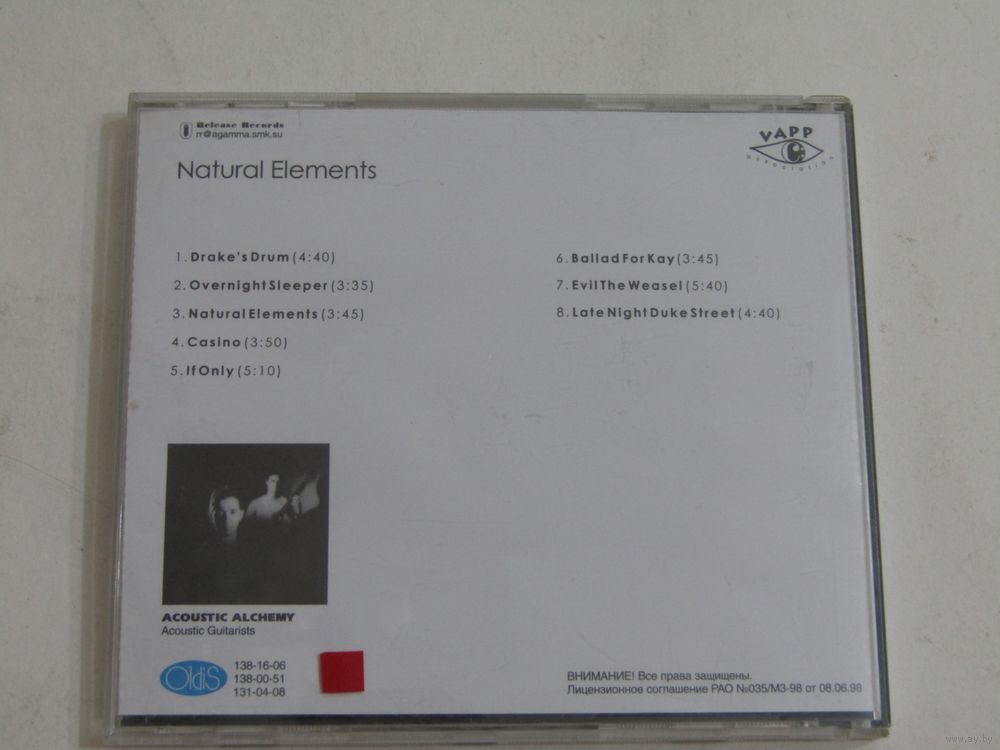 Release Records
rr@agamma.smk.su
VAPP
association
Natural Elements
1. Drake's Drum (4:40)
2. Overnight Sleeper (3:35)
3. Natural Elements (3:45)
4. Casino (3:50)
5. If Only (5:10)
6. Ballad For Kay (3:45)
7. Evil The Weasel (5:40)
8. Late Night Duke Street (4:40)
ACOUSTIC ALCHEMY
Acoustic Guitarists
OldiS
138-16-06
138-00-51
131-04-08
ВНИМАНИЕ! Все права защищены.
Лицензионное соглашение РАО №035/МЗ-98 от 08.06.98
www.ay.by